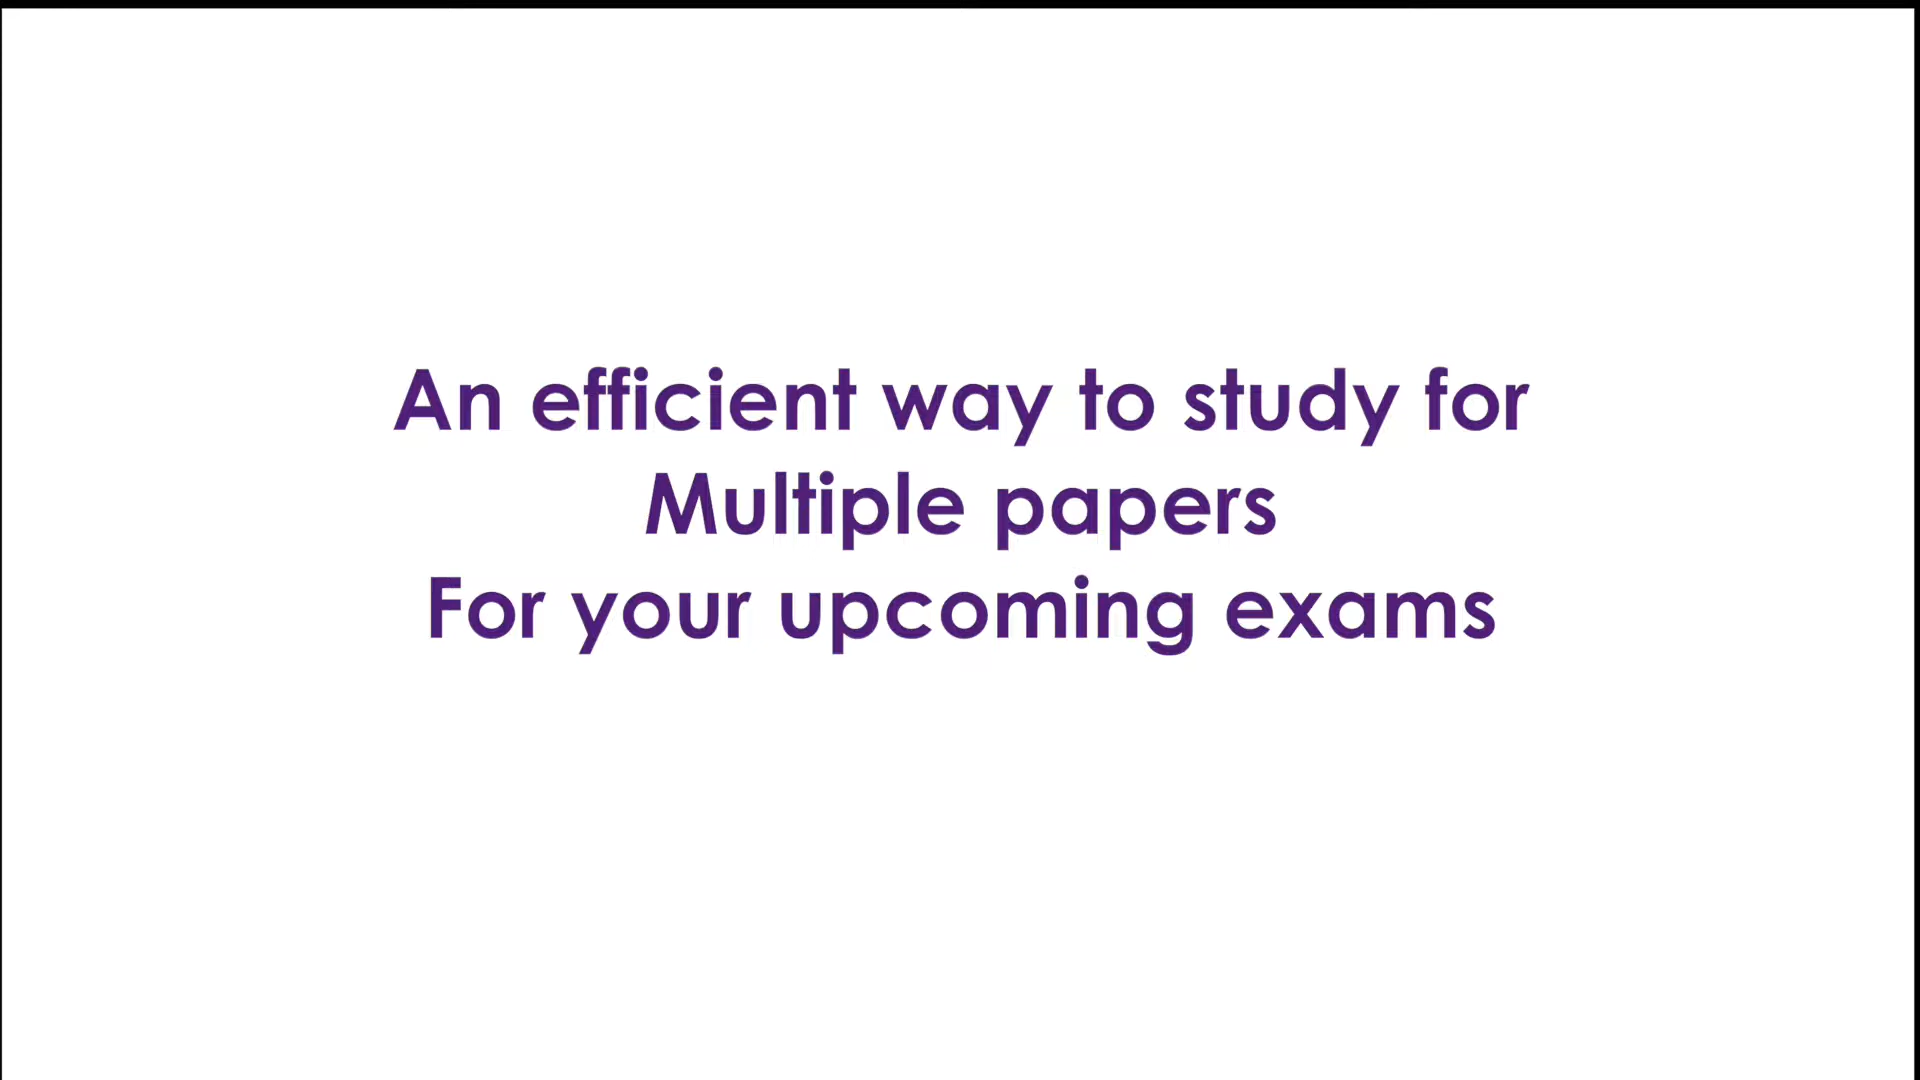 An efficient way to study for
Multiple papers
For your upcoming exams